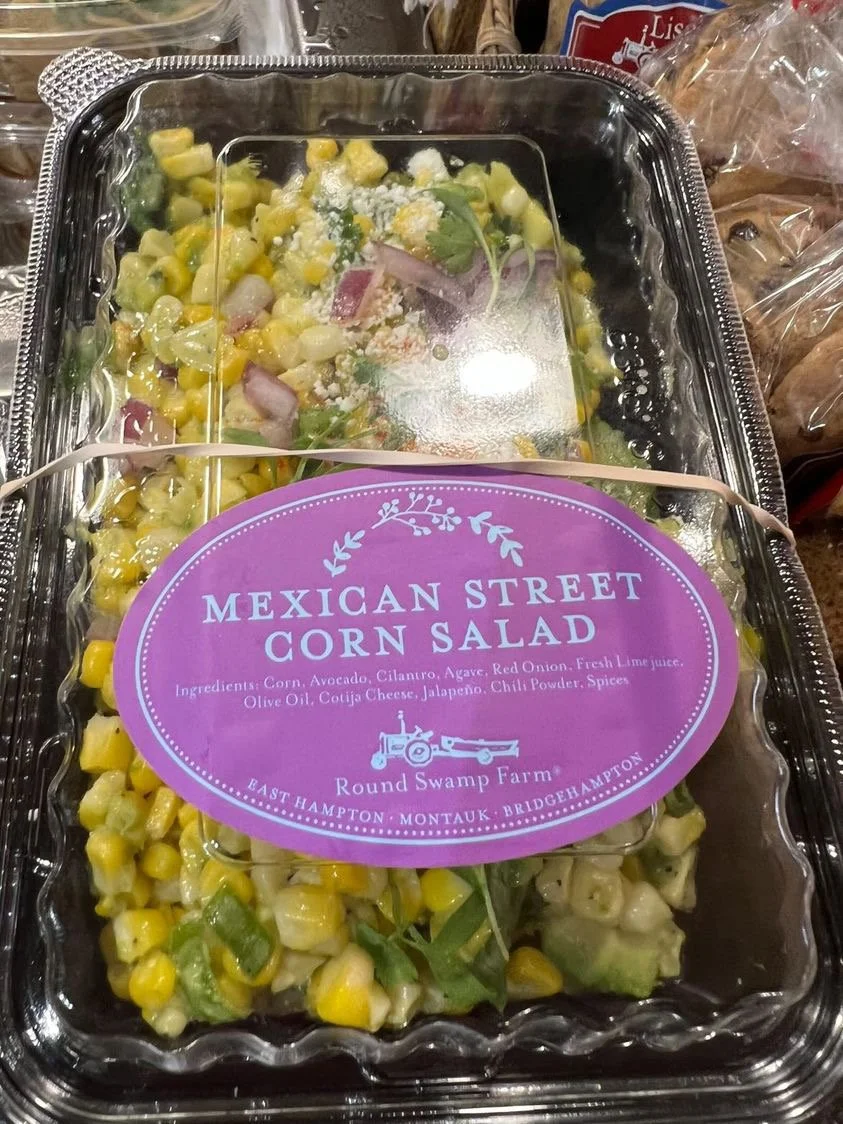 Lis
MEXICAN STREET
CORN SALAD
Ingredients: Corn, Avocado, Cilantro, Agave, Red Onion, Fresh Lime juice,
Olive Oil, Cotija Cheese, Jalapeño, Chili Powder, Spices
Round Swamp Farm®
EAST HAMPTON · MONTAUK · BRIDGEHAMPTON